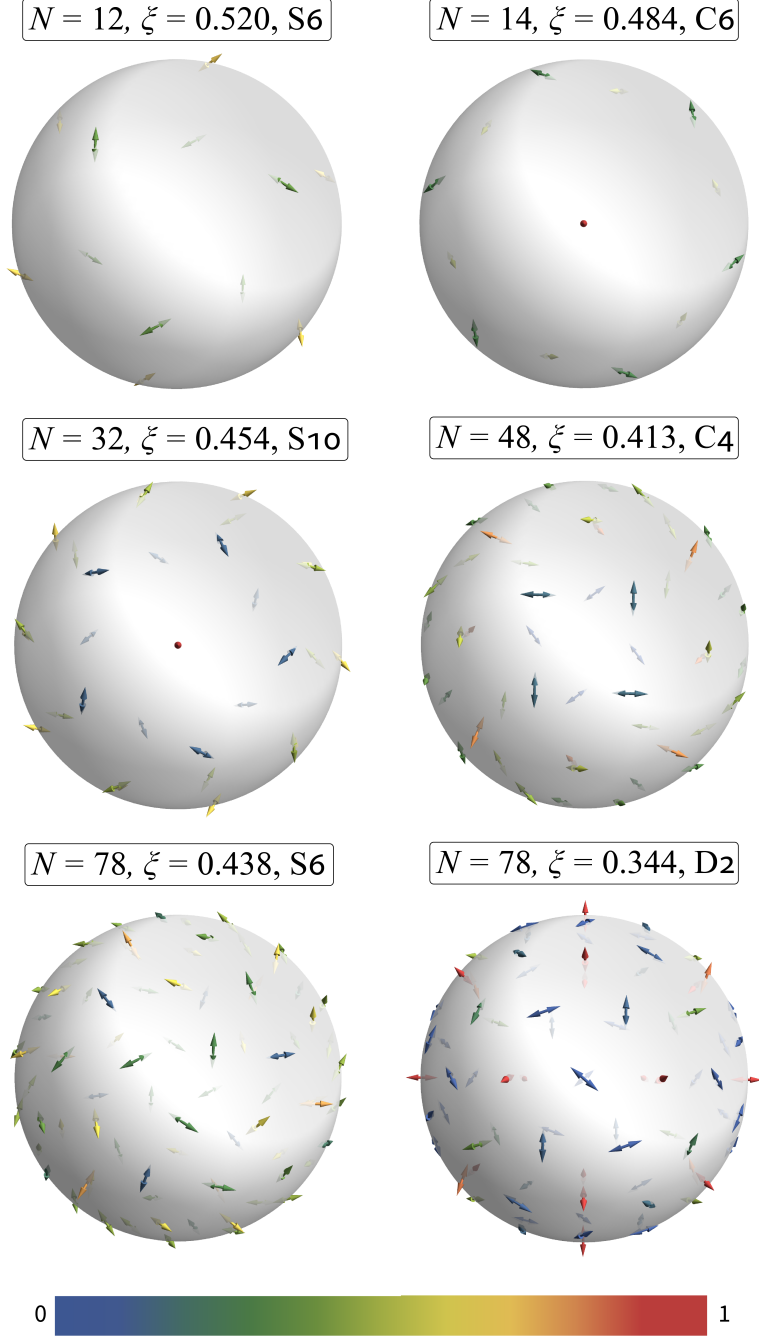 N = 12, ξ = 0.520, S6
N = 14, ξ = 0.484, C6
N = 32, ξ = 0.454, S10
N = 48, ξ = 0.413, C4
N = 78, ξ = 0.438, S6
N = 78, ξ = 0.344, D2
0 1